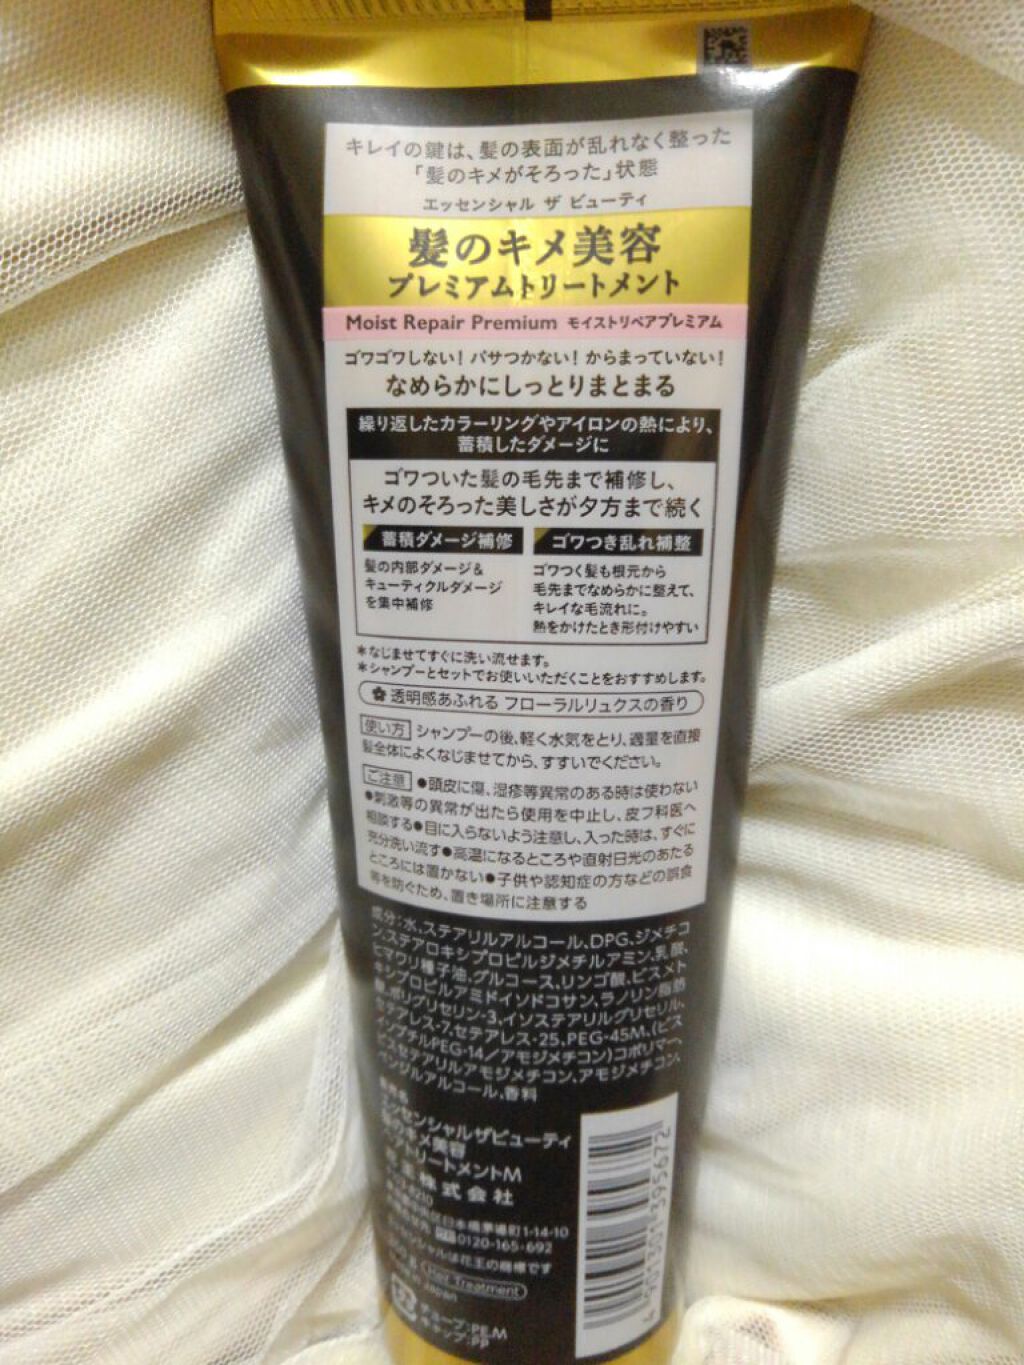 キレイの鍵は、髪の表面が乱れなく整った
「髪のキメがそろった」状態
エッセンシャル ザ ビューティ
髪のキメ美容
プレミアムトリートメント
Moist Repair Premium モイストリペアプレミアム
ゴワゴワしない！パサつかない！からまっていない！
なめらかにしっとりまとまる
繰り返したカラーリングやアイロンの熱により、
蓄積したダメージに
ゴワついた髪の毛先まで補修し、
キメのそろった美しさが夕方まで続く
蓄積ダメージ補修
髪の内部ダメージ＆
キューティクルダメージ
を集中補修
ゴワつき乱れ補整
ゴワつく髪も根元から
毛先までなめらかに整えて、
キレイな毛流れに。
熱をかけたとき形付けやすい
＊なじませてすぐに洗い流せます。
＊シャンプーとセットでお使いいただくことをおすすめします。
透明感あふれる フローラルリュクスの香り
使い方 シャンプーの後、軽く水気をとり、適量を直接
髪全体によくなじませてから、すすいでください。
ご注意 ●頭皮に傷、湿疹等異常のある時は使わない
●刺激等の異常が出たら使用を中止し、皮フ科医へ
相談する●目に入らないよう注意し、入った時は、すぐに
充分洗い流す●高温になるところや直射日光のあたる
ところには置かない●子供や認知症の方などの誤食
等を防ぐため、置き場所に注意する
成分：水、ステアリルアルコール、DPG、ジメチコ
ン、ステアロキシプロピルジメチルアミン、乳酸、
ヒマワリ種子油、グルコース、リンゴ酸、ビスメト
キシプロピルアミドイソドコサン、ラノリン脂肪
酸、ポリグリセリン-3、イソステアリルグリセリル、
セテアレス-7、セテアレス-25、PEG-45M、(ビス
イソブチルPEG-14／アモジメチコン)コポリマー、
ビスセテアリルアモジメチコン、アモジメチコン、
ベンジルアルコール、香料
エッセンシャルザビューティ
髪のキメ美容
トリートメントM
花王株式会社
日本橋茅場町1-14-10
0120-165-692
エッセンシャルは花王の商標です
Hair Treatment
Japan
チューブ:PE,M
キャップ:PP
4 901301 395672